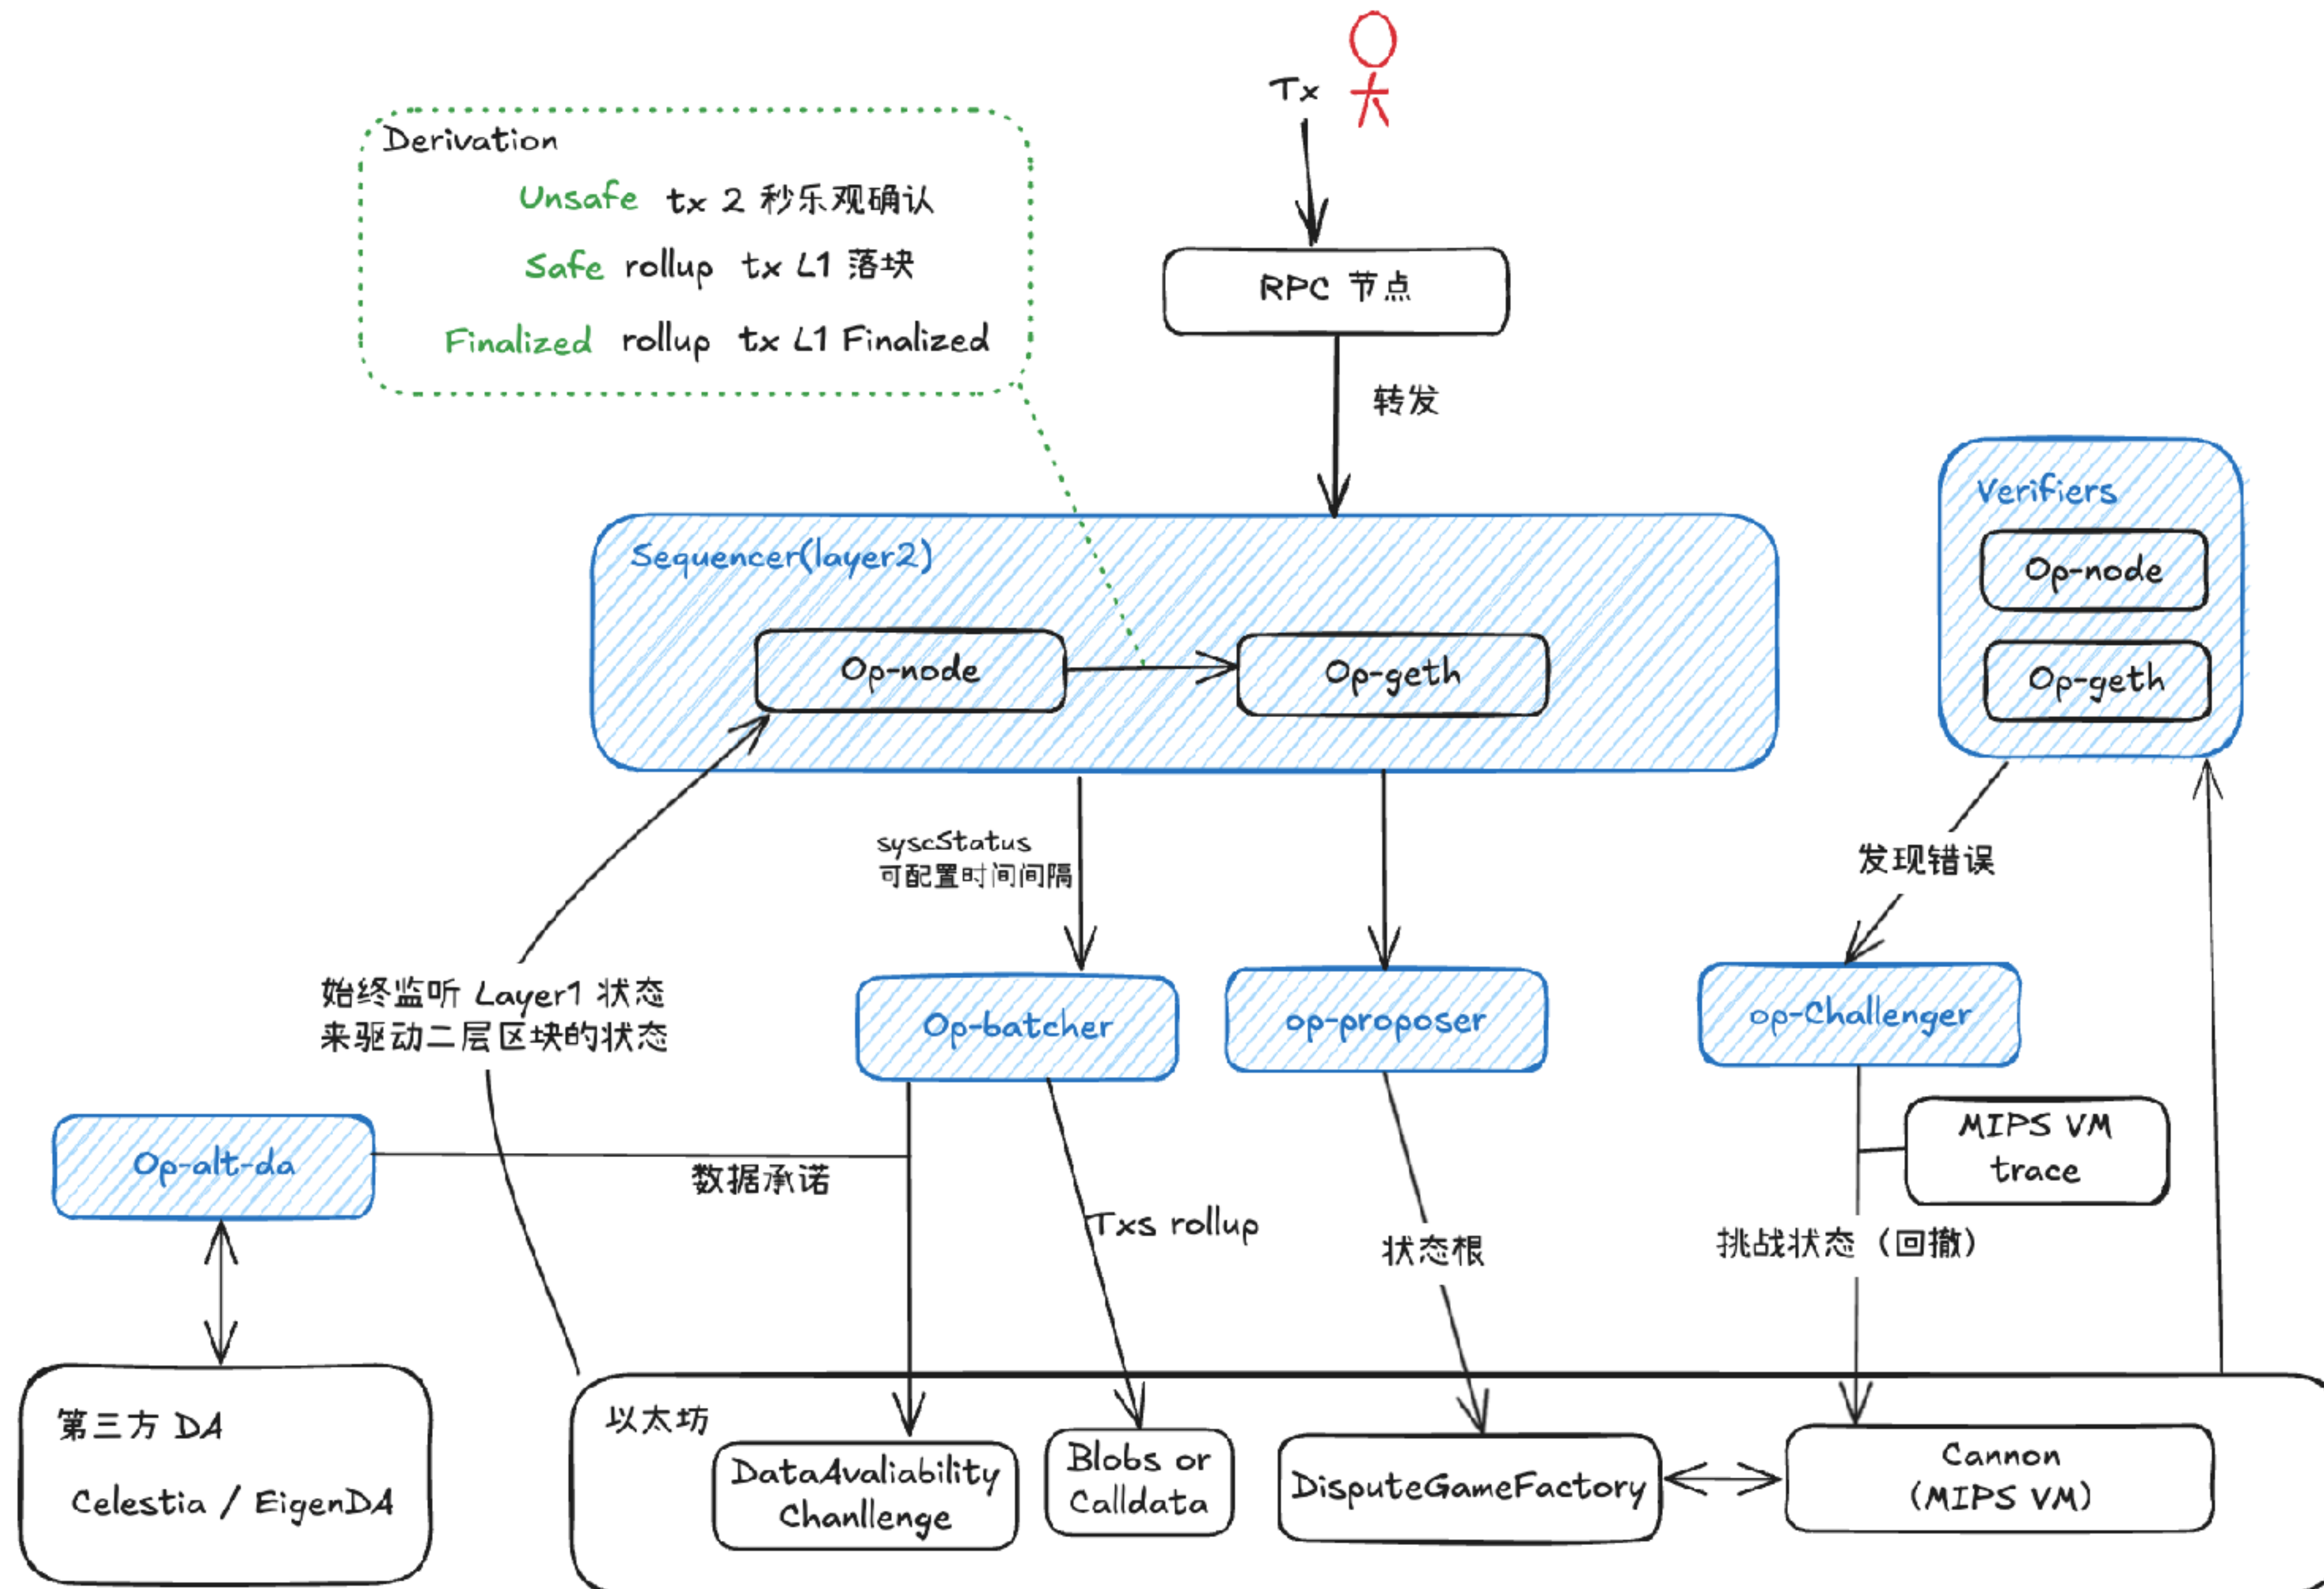 Tx
Derivation
Unsafe tx 2 秒乐观确认
Safe rollup tx L1 落块
Finalized rollup tx L1 Finalized
RPC 节点
转发
Sequencer(layer2)
Op-node
Op-geth
Verifiers
Op-node
Op-geth
syscStatus
可配置时间间隔
发现错误
始终监听 Layer1 状态
来驱动二层区块的状态
Op-batcher
op-proposer
op-Challenger
MIPS VM
trace
Op-alt-da
数据承诺
Txs rollup
状态根
挑战状态（回撤）
第三方 DA
Celestia / EigenDA
以太坊
DataAvaliability
Chanllenge
Blobs or
Calldata
DisputeGameFactory
Cannon
(MIPS VM)